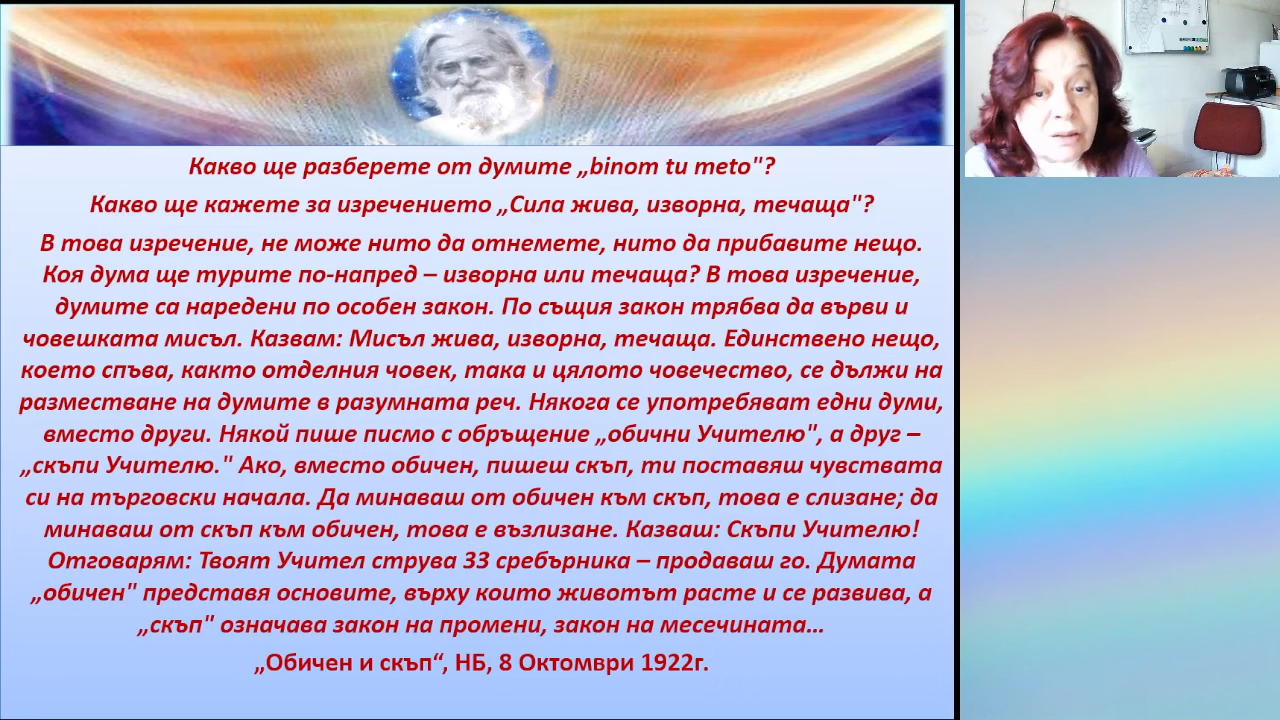 Какво ще разберете от думите „binom tu meto"?
Какво ще кажете за изречението „Сила жива, изворна, течаща"?
В това изречение, не може нито да отнемете, нито да прибавите нещо.
Коя дума ще турите по-напред – изворна или течаща? В това изречение,
думите са наредени по особен закон. По същия закон трябва да върви и
човешката мисъл. Казвам: Мисъл жива, изворна, течаща. Единствено нещо,
което спъва, както отделния човек, така и цялото човечество, се дължи на
разместване на думите в разумната реч. Някога се употребяват едни думи,
вместо други. Някой пише писмо с обръщение „обични Учителю", а друг –
„скъпи Учителю." Ако, вместо обичен, пишеш скъп, ти поставяш чувствата
си на търговски начала. Да минаваш от обичен към скъп, това е слизане; да
минаваш от скъп към обичен, това е възлизане. Казваш: Скъпи Учителю!
Отговарям: Твоят Учител струва 33 сребърника – продаваш го. Думата
„обичен" представя основите, върху които животът расте и се развива, а
„скъп" означава закон на промени, закон на месечината...
„Обичен и скъп“, НБ, 8 Октомври 1922г.